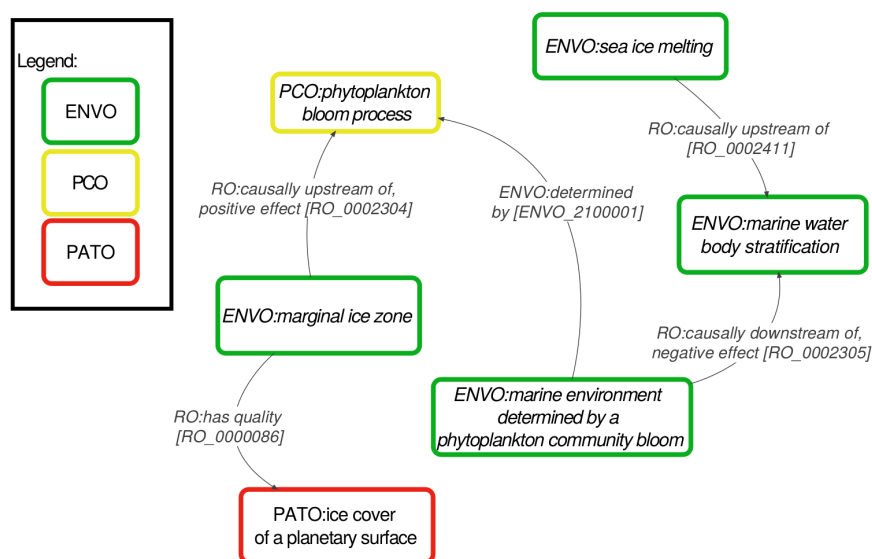 Legend:
ENVO
PCO
PATO
ENVO:sea ice melting
PCO:phytoplankton
bloom process
RO:causally upstream of
[RO_0002411]
RO:causally upstream of,
positive effect [RO_0002304]
ENVO:determined
by [ENVO_2100001]
ENVO:marine water
body stratification
ENVO:marginal ice zone
RO:causally downstream of,
negative effect [RO_0002305]
ENVO:marine environment
determined by a
phytoplankton community bloom
RO:has quality
[RO_0000086]
PATO:ice cover
of a planetary surface